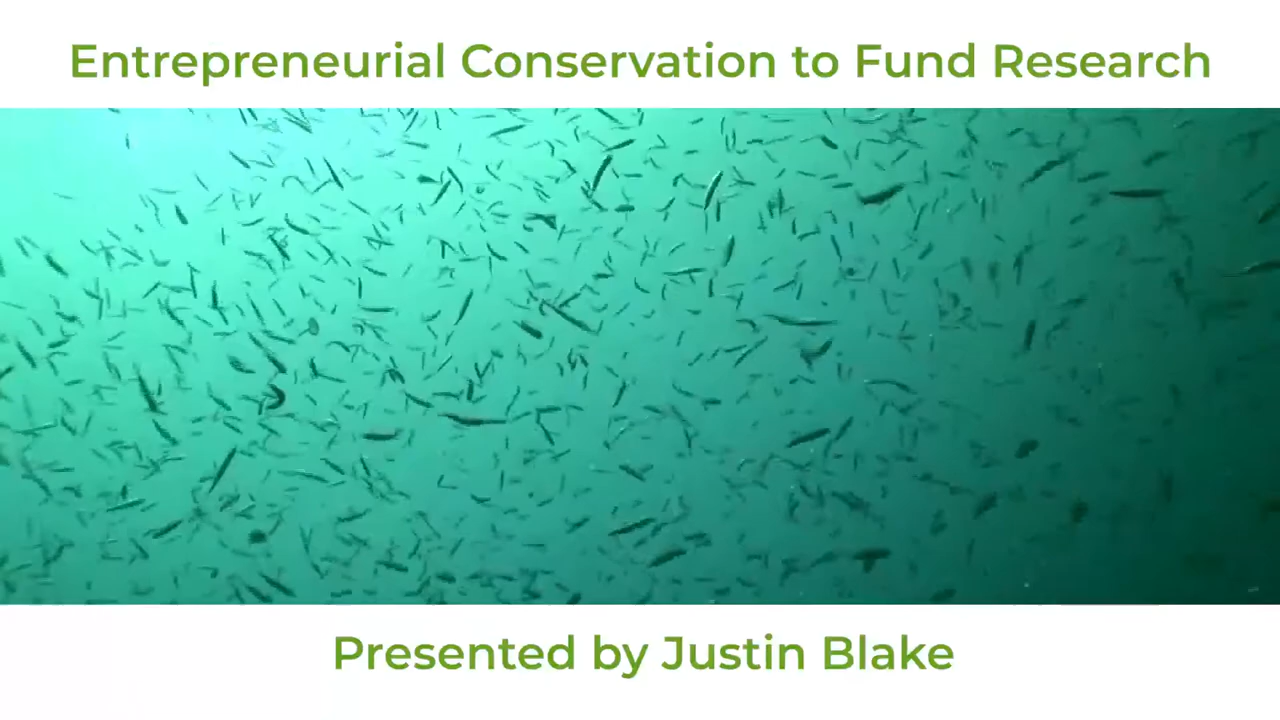 Entrepreneurial Conservation to Fund Research
Presented by Justin Blake